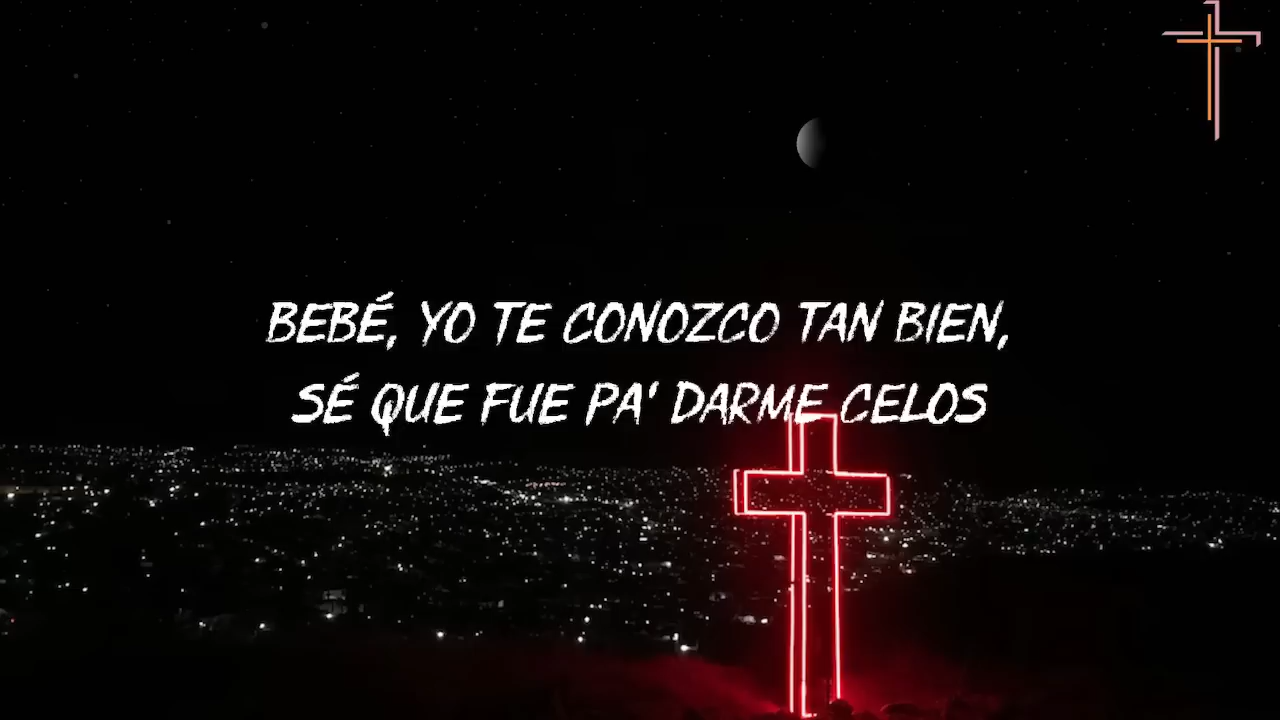 BEBÉ, YO TE CONOZCO TAN BIEN,
SÉ QUE FUE PA' DARME CELOS